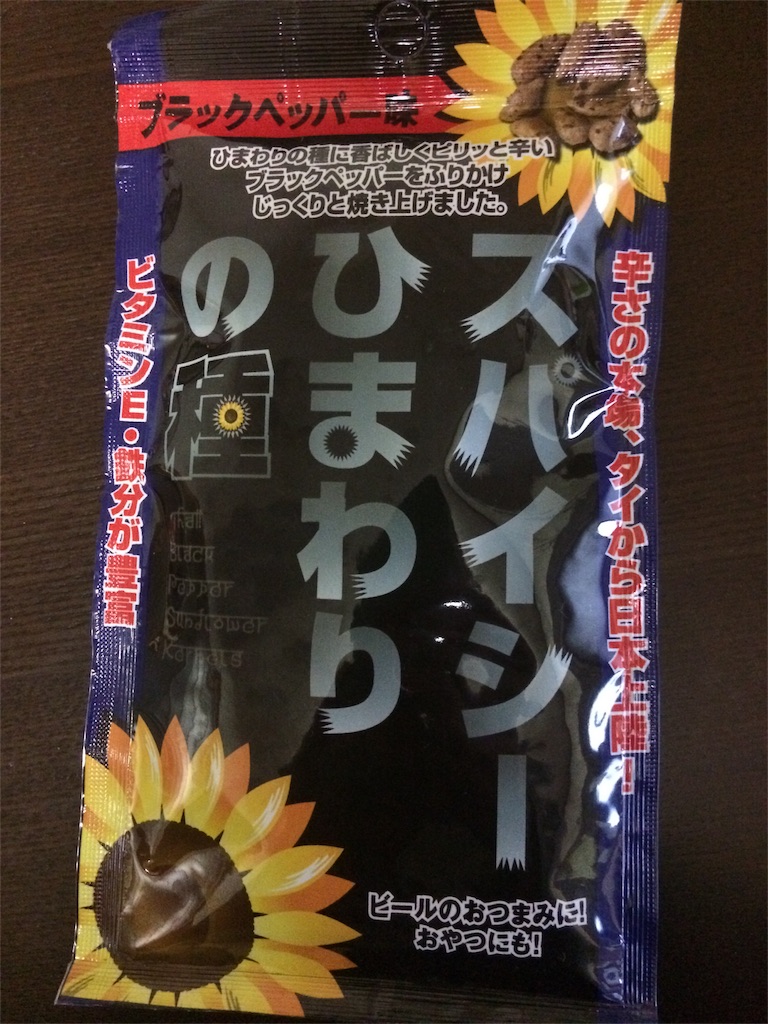 ブラックペッパー味
ひまわりの種に香ばしくピリッと辛い
ブラックペッパーをふりかけ
じっくりと焼き上げました。
スパイシー
ひまわり
の種
辛さの本場、タイから日本上陸!
ビタミンE・鉄分が豊富
Black
Pepper
Sunflower
Kernels
ビールのおつまみに!
おやつにも!